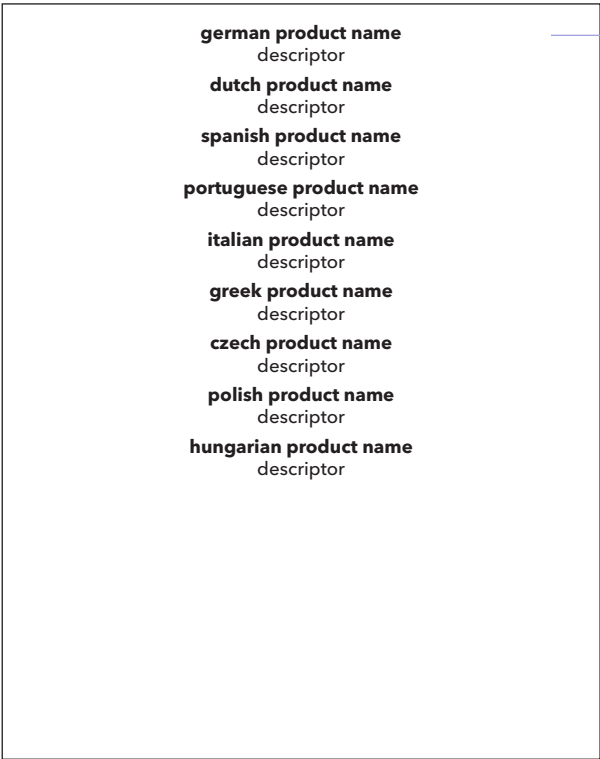 german product name
descriptor
dutch product name
descriptor
spanish product name
descriptor
portuguese product name
descriptor
italian product name
descriptor
greek product name
descriptor
czech product name
descriptor
polish product name
descriptor
hungarian product name
descriptor